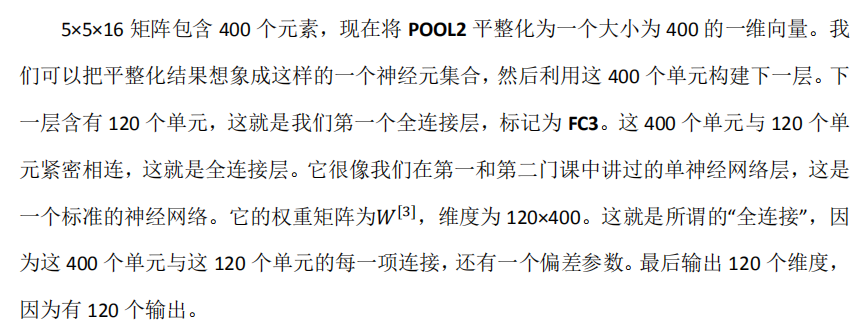 5×5×16 矩阵包含 400 个元素，现在将 POOL2 平整化为一个大小为 400 的一维向量。我
们可以把平整化结果想象成这样的一个神经元集合，然后利用这 400 个单元构建下一层。下
一层含有 120 个单元，这就是我们第一个全连接层，标记为 FC3。这 400 个单元与 120 个单
元紧密相连，这就是全连接层。它很像我们在第一和第二门课中讲过的单神经网络层，这是
一个标准的神经网络。它的权重矩阵为W^[3]，维度为 120×400。这就是所谓的“全连接”，因
为这 400 个单元与这 120 个单元的每一项连接，还有一个偏差参数。最后输出 120 个维度，
因为有 120 个输出。